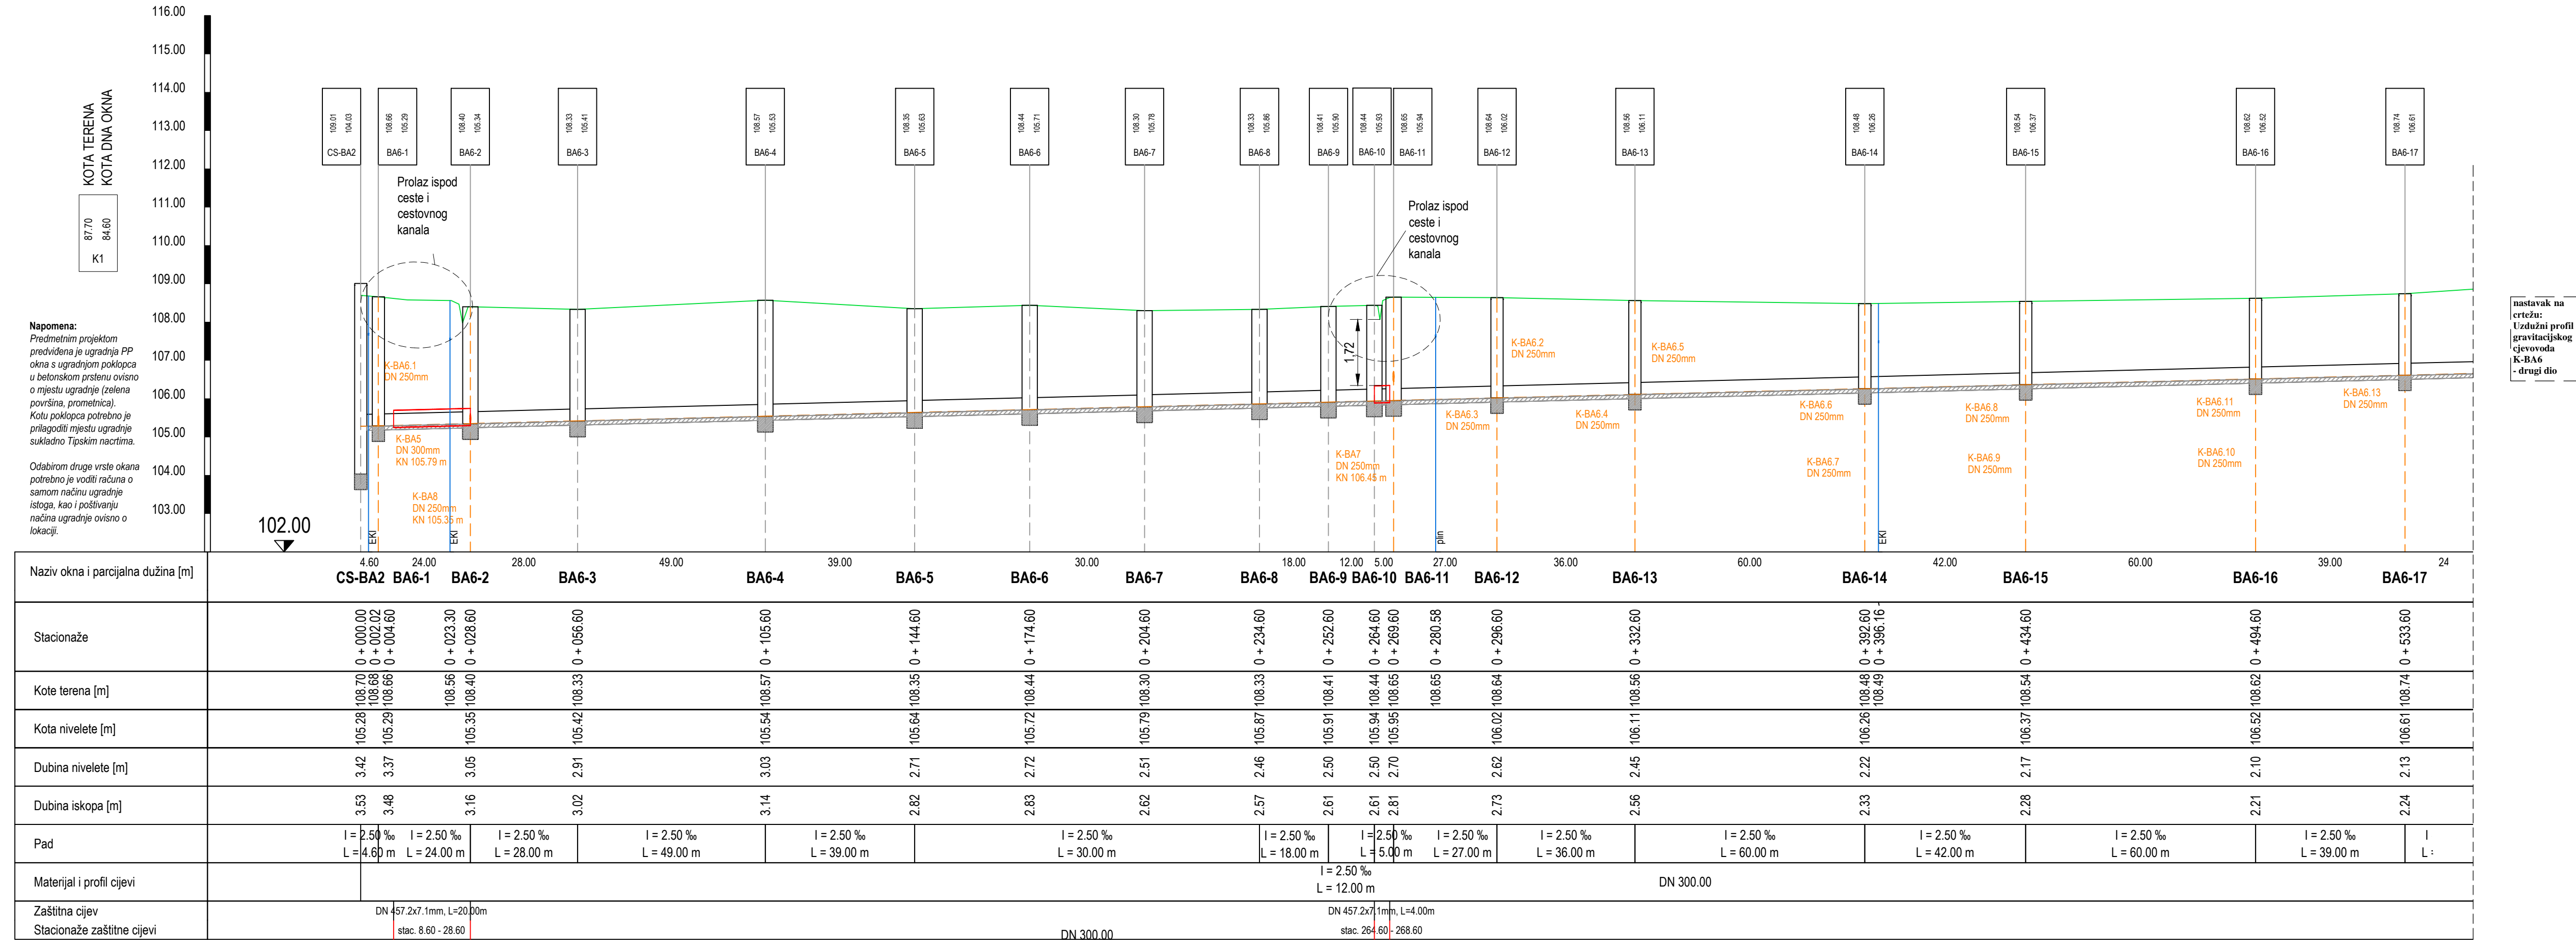 116.00
115.00
114.00
113.00
112.00
111.00
110.00
109.00
108.00
107.00
106.00
105.00
104.00
103.00
102.00
KOTA TERENA
KOTA DNA OKNA
87.70
84.60
K1
Napomena:
Predmetnim projektom
predviđena je ugradnja PP
okna s ugradnjom poklopca
u betonskom prstenu ovisno
o mjestu ugradnje (zelena
površina, prometnica).
Kotu poklopca potrebno je
prilagoditi mjestu ugradnje
sukladno Tipskim nacrtima.
Odabirom druge vrste okana
potrebno je voditi računa o
samom načinu ugradnje
istoga, kao i poštivanju
načina ugradnje ovisno o
lokaciji.
109.01
104.03
CS-BA2
108.66
105.29
BA6-1
108.40
105.34
BA6-2
108.33
105.41
BA6-3
108.57
105.53
BA6-4
108.35
105.63
BA6-5
108.44
105.71
BA6-6
108.30
105.78
BA6-7
108.33
105.86
BA6-8
108.41
105.90
BA6-9
108.44
105.93
BA6-10
108.65
105.94
BA6-11
108.64
106.02
BA6-12
108.56
106.11
BA6-13
108.48
106.26
BA6-14
108.54
106.37
BA6-15
108.62
106.52
BA6-16
108.74
106.61
BA6-17
Prolaz ispod
ceste i
cestovnog
kanala
Prolaz ispod
ceste i
cestovnog
kanala
1,72
K-BA6.1
DN 250mm
K-BA5
DN 300mm
KN 105.79 m
K-BA8
DN 250mm
KN 105.35 m
K-BA7
DN 250mm
KN 106.45 m
K-BA6.2
DN 250mm
K-BA6.3
DN 250mm
K-BA6.4
DN 250mm
K-BA6.5
DN 250mm
K-BA6.6
DN 250mm
K-BA6.7
DN 250mm
K-BA6.8
DN 250mm
K-BA6.9
DN 250mm
K-BA6.11
DN 250mm
K-BA6.10
DN 250mm
K-BA6.13
DN 250mm
EKI
EKI
plin
EKI
nastavak na
crtežu:
Uzdužni profil
gravitacijskog
cjevovoda
K-BA6
- drugi dio
Naziv okna i parcijalna dužina [m]
4.60 24.00 28.00 49.00 39.00 30.00 18.00 12.00 5.00 27.00 36.00 60.00 42.00 60.00 39.00 24
CS-BA2 BA6-1 BA6-2 BA6-3 BA6-4 BA6-5 BA6-6 BA6-7 BA6-8 BA6-9 BA6-10 BA6-11 BA6-12 BA6-13 BA6-14 BA6-15 BA6-16 BA6-17
Stacionaže
0 + 000.00 0 + 002.02 0 + 004.60 0 + 023.30 0 + 028.60 0 + 056.60 0 + 105.60 0 + 144.60 0 + 174.60 0 + 204.60 0 + 234.60 0 + 252.60 0 + 264.60 0 + 269.60 0 + 280.58 0 + 296.60 0 + 332.60 0 + 392.60 0 + 396.16 0 + 434.60 0 + 494.60 0 + 533.60
Kote terena [m]
108.70 108.68 108.66 108.56 108.40 108.33 108.57 108.35 108.44 108.30 108.33 108.41 108.44 108.65 108.65 108.64 108.56 108.48 108.49 108.54 108.62 108.74
Kota nivelete [m]
105.28 105.29 105.35 105.42 105.54 105.64 105.72 105.79 105.87 105.91 105.94 105.95 106.02 106.11 106.26 106.37 106.52 106.61
Dubina nivelete [m]
3.42 3.37 3.05 2.91 3.03 2.71 2.72 2.51 2.46 2.50 2.50 2.70 2.62 2.45 2.22 2.17 2.10 2.13
Dubina iskopa [m]
3.53 3.48 3.16 3.02 3.14 2.82 2.83 2.62 2.57 2.61 2.61 2.81 2.73 2.56 2.33 2.28 2.21 2.24
Pad
I = 2.50 ‰ I = 2.50 ‰ I = 2.50 ‰ I = 2.50 ‰ I = 2.50 ‰ I = 2.50 ‰ I = 2.50 ‰ I = 2.50 ‰ I = 2.50 ‰ I = 2.50 ‰ I = 2.50 ‰ I = 2.50 ‰ I = 2.50 ‰ I = 2.50 ‰ I
L = 4.60 m L = 24.00 m L = 28.00 m L = 49.00 m L = 39.00 m L = 30.00 m L = 18.00 m L = 5.00 m L = 27.00 m L = 36.00 m L = 60.00 m L = 42.00 m L = 60.00 m L = 39.00 m L =
Materijal i profil cijevi
I = 2.50 ‰
L = 12.00 m
DN 300.00
Zaštitna cijev
DN 457.2x7.1mm, L=20.00m DN 457.2x7.1mm, L=4.00m
Stacionaže zaštitne cijevi
stac. 8.60 - 28.60 stac. 264.60 - 268.60
DN 300.00